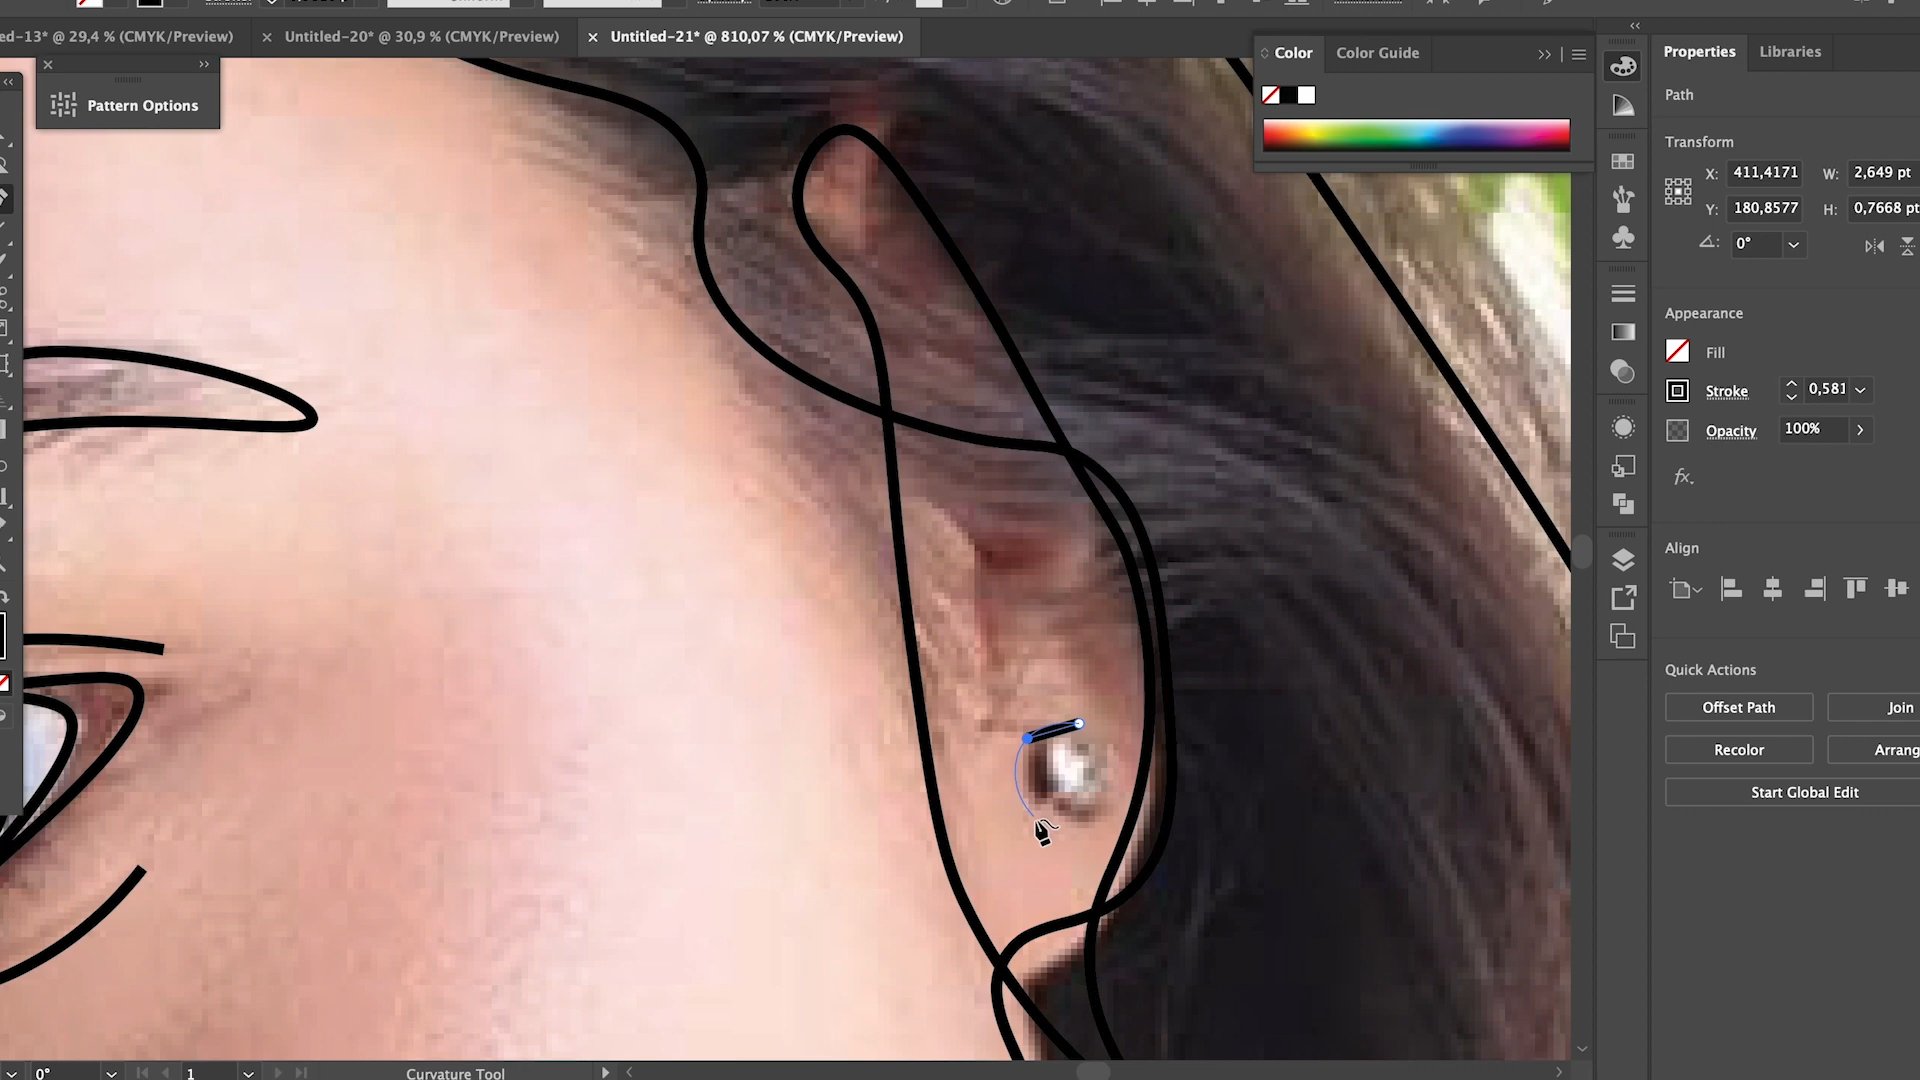 ed-13* @ 29,4 % (CMYK/Preview)
Untitled-20* @ 30,9 % (CMYK/Preview)
Untitled-21* @ 810,07 % (CMYK/Preview)
Pattern Options
Color
Color Guide
Properties
Libraries
Path
Transform
X: 411,4171
W: 2,649 pt
Y: 180,8577
H: 0,7668 pt
0°
Appearance
Fill
Stroke
0,581
Opacity
100%
fx.
Align
Quick Actions
Offset Path
Join
Recolor
Arrang
Start Global Edit
0°
1
Curvature Tool